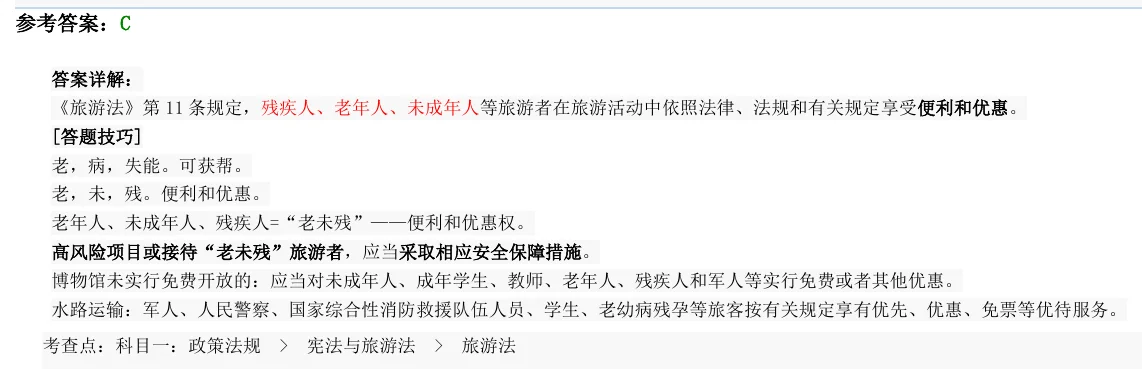 参考答案：C
答案详解：
《旅游法》第 11 条规定，残疾人、老年人、未成年人等旅游者在旅游活动中依照法律、法规和有关规定享受便利和优惠。
[答题技巧]
老，病，失能。可获帮。
老，未，残。便利和优惠。
老年人、未成年人、残疾人=“老未残”——便利和优惠权。
高风险项目或接待“老未残”旅游者，应当采取相应安全保障措施。
博物馆未实行免费开放的：应当对未成年人、成年学生、教师、老年人、残疾人和军人等实行免费或者其他优惠。
水路运输：军人、人民警察、国家综合性消防救援队伍人员、学生、老幼病残孕等旅客按有关规定享有优先、优惠、免票等优待服务。
考查点：科目一：政策法规 > 宪法与旅游法 > 旅游法